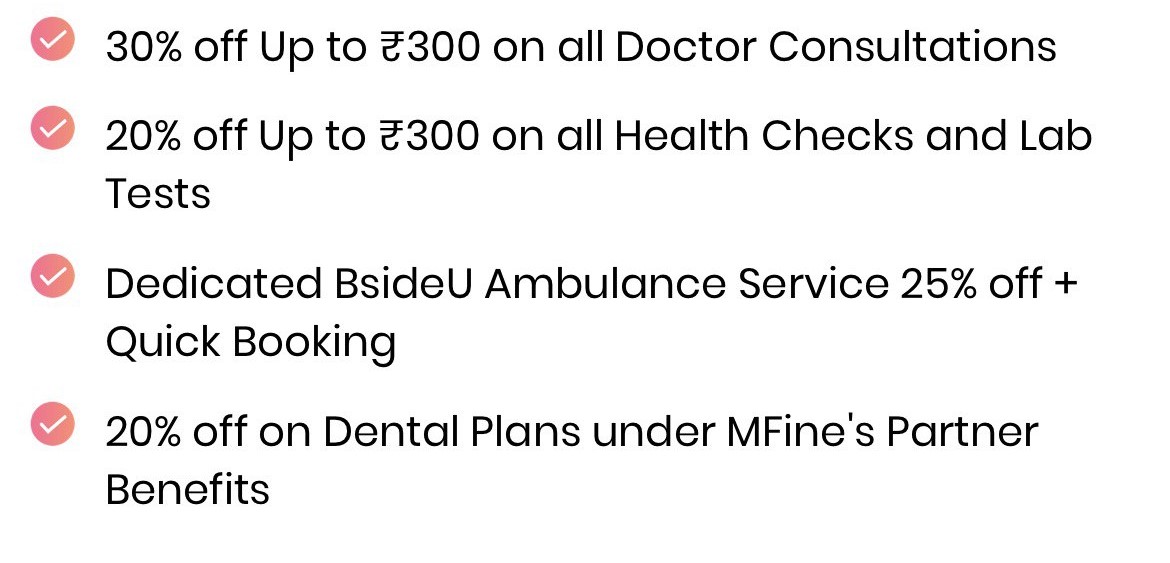 30% off Up to ₹300 on all Doctor Consultations
20% off Up to ₹300 on all Health Checks and Lab
Tests
Dedicated BsideU Ambulance Service 25% off +
Quick Booking
20% off on Dental Plans under MFine's Partner
Benefits